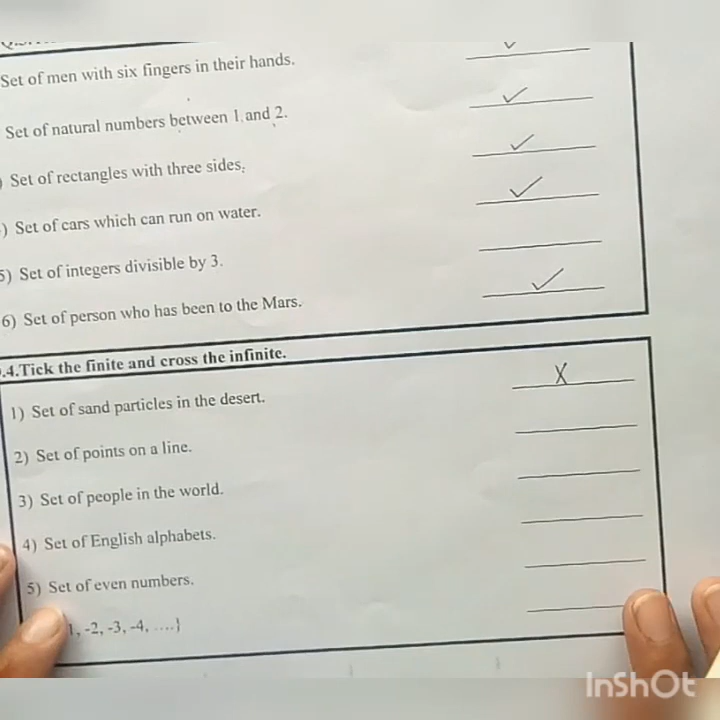 Set of men with six fingers in their hands. ✓
Set of natural numbers between 1 and 2. ✓
) Set of rectangles with three sides. ✓
) Set of cars which can run on water. ✓
5) Set of integers divisible by 3.
6) Set of person who has been to the Mars. ✓
.4.Tick the finite and cross the infinite.
1) Set of sand particles in the desert. X
2) Set of points on a line.
3) Set of people in the world.
4) Set of English alphabets.
5) Set of even numbers.
1, -2, -3, -4, ....}
InShOt